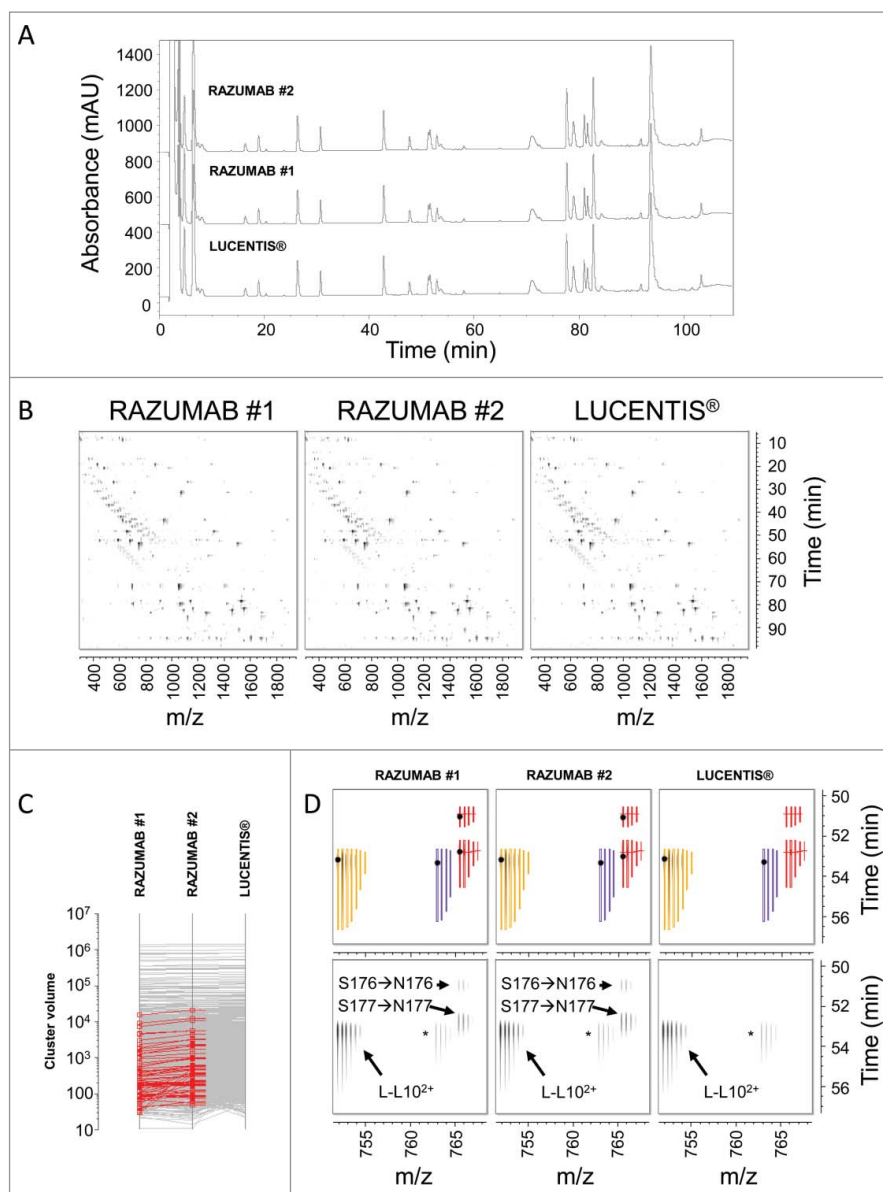 A
Absorbance (mAU)
1400
1200
1000
800
600
400
200
0
RAZUMAB #2
RAZUMAB #1
LUCENTIS®
0 20 40 60 80 100
Time (min)
B
RAZUMAB #1 RAZUMAB #2 LUCENTIS®
10
20
30
40
50
60
70
80
90
Time (min)
400 600 800 1000 1200 1400 1600 1800
400 600 800 1000 1200 1400 1600 1800
400 600 800 1000 1200 1400 1600 1800
m/z m/z m/z
C
RAZUMAB #1
RAZUMAB #2
LUCENTIS®
Cluster volume
10⁷
10⁶
10⁵
10⁴
10³
100
10
D
RAZUMAB #1 RAZUMAB #2 LUCENTIS®
50
52
54
56
Time (min)
S176→N176 S176→N176
S177→N177 S177→N177
* * *
L-L10²⁺ L-L10²⁺ L-L10²⁺
50
52
54
56
Time (min)
755 760 765
755 760 765
755 760 765
m/z m/z m/z